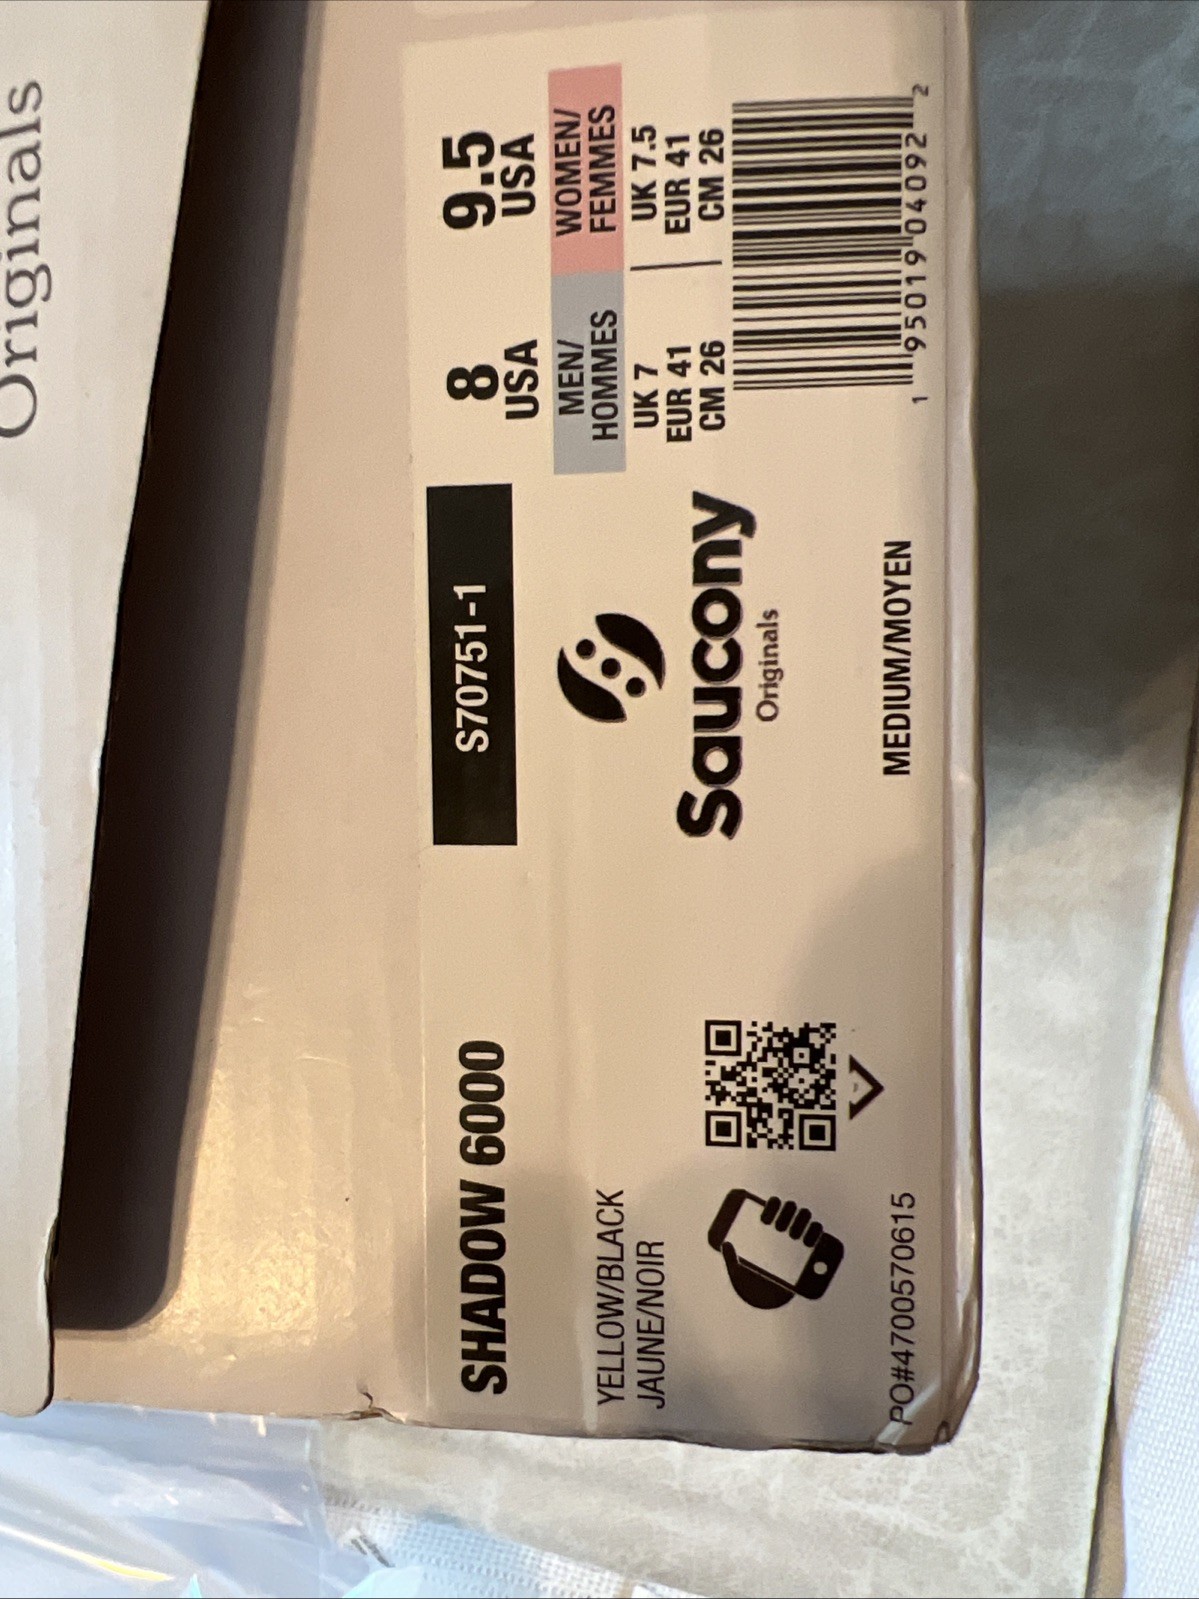 Originals
SHADOW 6000
S70751-1
8
USA
9.5
USA
YELLOW/BLACK
JAUNE/NOIR
MEN/
HOMMES
WOMEN/
FEMMES
UK 7
EUR 41
CM 26
UK 7.5
EUR 41
CM 26
Saucony
Originals
PO#4700570615
MEDIUM/MOYEN
1 95019 04092 2